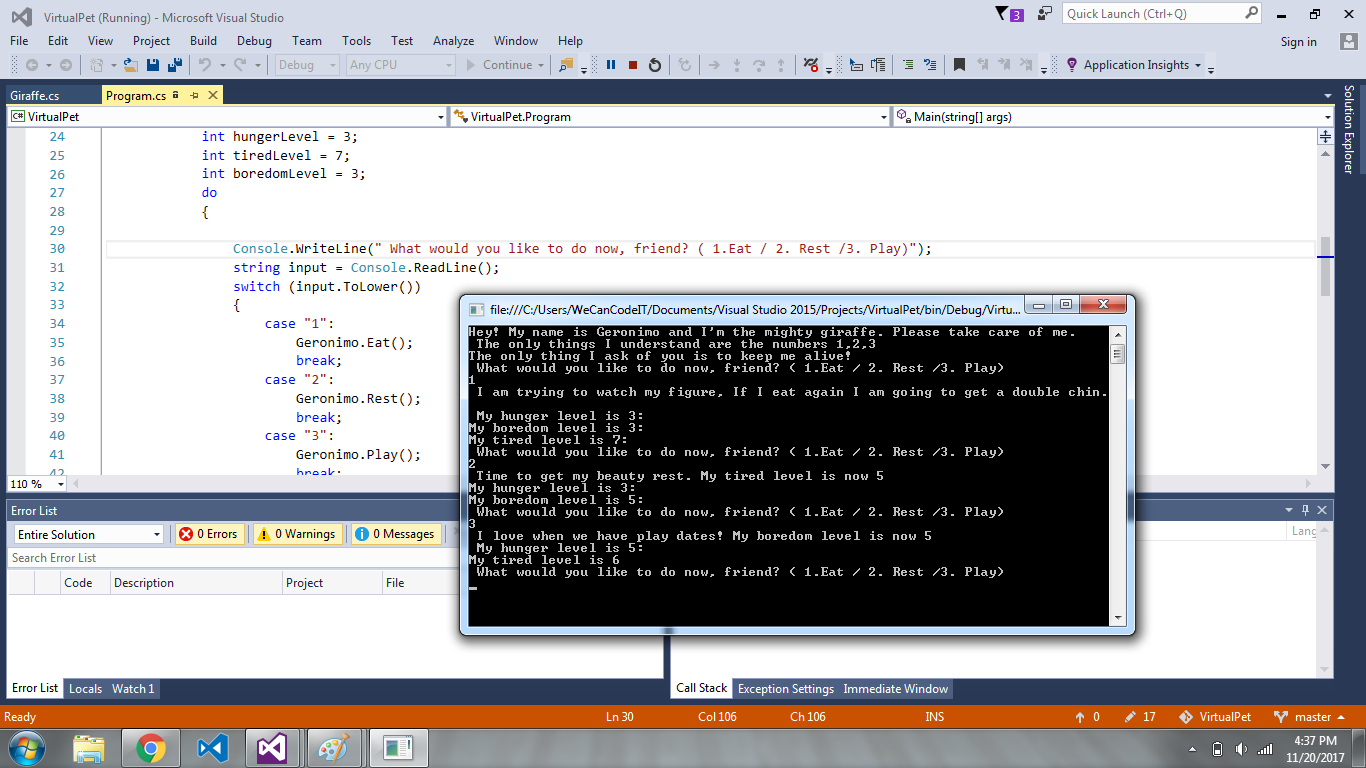 VirtualPet (Running) - Microsoft Visual Studio
3
Quick Launch (Ctrl+Q)
File Edit View Project Build Debug Team Tools Test Analyze Window Help
Sign in
Debug Any CPU Continue Application Insights
Giraffe.cs Program.cs
Solution Explorer
C# VirtualPet VirtualPet.Program Main(string[] args)
24 int hungerLevel = 3;
25 int tiredLevel = 7;
26 int boredomLevel = 3;
27 do
28 {
29
30 Console.WriteLine(" What would you like to do now, friend? ( 1.Eat / 2. Rest /3. Play)");
31 string input = Console.ReadLine();
32 switch (input.ToLower())
33 {
34 case "1":
35 Geronimo.Eat();
36 break;
37 case "2":
38 Geronimo.Rest();
39 break;
40 case "3":
41 Geronimo.Play();
42 break;
110 %
file:///C:/Users/WeCanCodeIT/Documents/Visual Studio 2015/Projects/VirtualPet/bin/Debug/Virtu...
Hey! My name is Geronimo and I'm the mighty giraffe. Please take care of me.
The only things I understand are the numbers 1,2,3
The only thing I ask of you is to keep me alive!
What would you like to do now, friend? ( 1.Eat / 2. Rest /3. Play)
1
I am trying to watch my figure, If I eat again I am going to get a double chin.
My hunger level is 3:
My boredom level is 3:
My tired level is 7:
What would you like to do now, friend? ( 1.Eat / 2. Rest /3. Play)
2
Time to get my beauty rest. My tired level is now 5
My hunger level is 3:
My boredom level is 5:
What would you like to do now, friend? ( 1.Eat / 2. Rest /3. Play)
3
I love when we have play dates! My boredom level is now 5
My hunger level is 5:
My tired level is 6
What would you like to do now, friend? ( 1.Eat / 2. Rest /3. Play)
Error List
Entire Solution 0 Errors 0 Warnings 0 Messages
Search Error List
Code Description Project File
Lang
Error List Locals Watch 1
Call Stack Exception Settings Immediate Window
Ready Ln 30 Col 106 Ch 106 INS 0 17 VirtualPet master
4:37 PM
11/20/2017